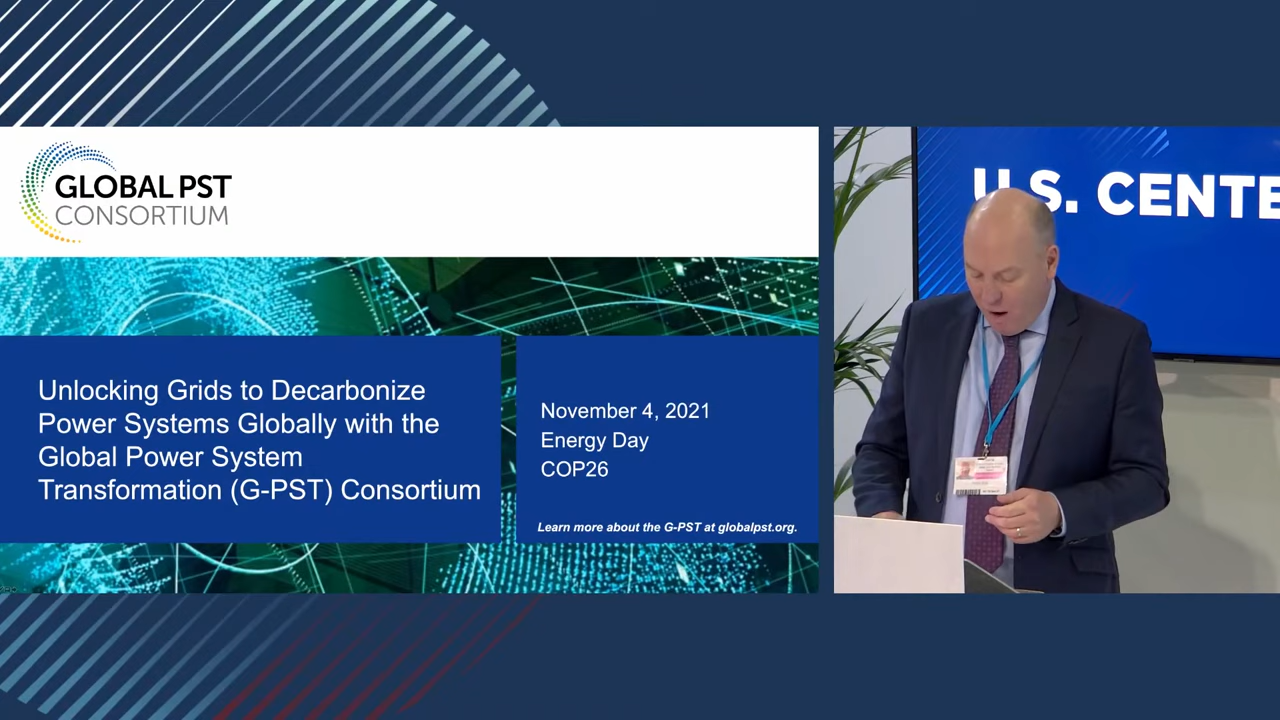 GLOBAL PST
CONSORTIUM
Unlocking Grids to Decarbonize
Power Systems Globally with the
Global Power System
Transformation (G-PST) Consortium
November 4, 2021
Energy Day
COP26
Learn more about the G-PST at globalpst.org.
U.S. CENTE